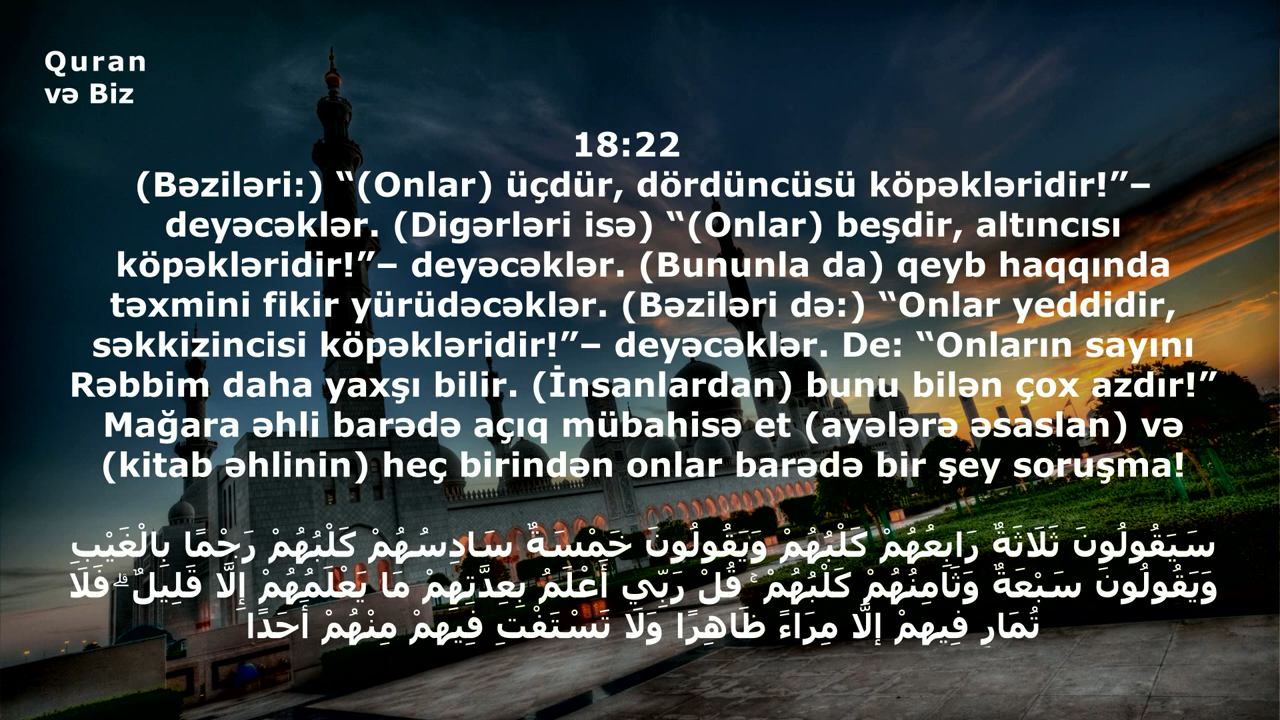 Quran
və Biz
18:22
(Bəziləri:) “(Onlar) üçdür, dördüncüsü köpəkləridir!”–
deyəcəklər. (Digərləri isə) “(Onlar) beşdir, altıncısı
köpəkləridir!”– deyəcəklər. (Bununla da) qeyb haqqında
təxmini fikir yürüdəcəklər. (Bəziləri də:) “Onlar yeddidir,
səkkizincisi köpəkləridir!”– deyəcəklər. De: “Onların sayını
Rəbbim daha yaxşı bilir. (İnsanlardan) bunu bilən çox azdır!”
Mağara əhli barədə açıq mübahisə et (ayələrə əsaslan) və
(kitab əhlinin) heç birindən onlar barədə bir şey soruşma!
سَيَقُولُونَ ثَلَاثَةٌ رَابِعُهُمْ كَلْبُهُمْ وَيَقُولُونَ خَمْسَةٌ سَادِسُهُمْ كَلْبُهُمْ رَجْمًا بِالْغَيْبِ
وَيَقُولُونَ سَبْعَةٌ وَثَامِنُهُمْ كَلْبُهُمْ ۚ قُلْ رَبِّي أَعْلَمُ بِعِدَّتِهِمْ مَا يَعْلَمُهُمْ إِلَّا قَلِيلٌ ۗ فَلَا
تُمَارِ فِيهِمْ إِلَّا مِرَاءً ظَاهِرًا وَلَا تَسْتَفْتِ فِيهِمْ مِنْهُمْ أَحَدًا